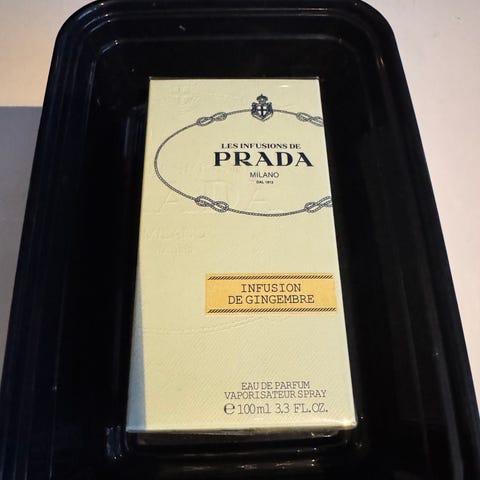 LES INFUSIONS DE
PRADA
MILANO
DAL 1913
INFUSION
DE GINGEMBRE
EAU DE PARFUM
VAPORISATEUR SPRAY
℮ 100ml 3,3 FL.OZ.